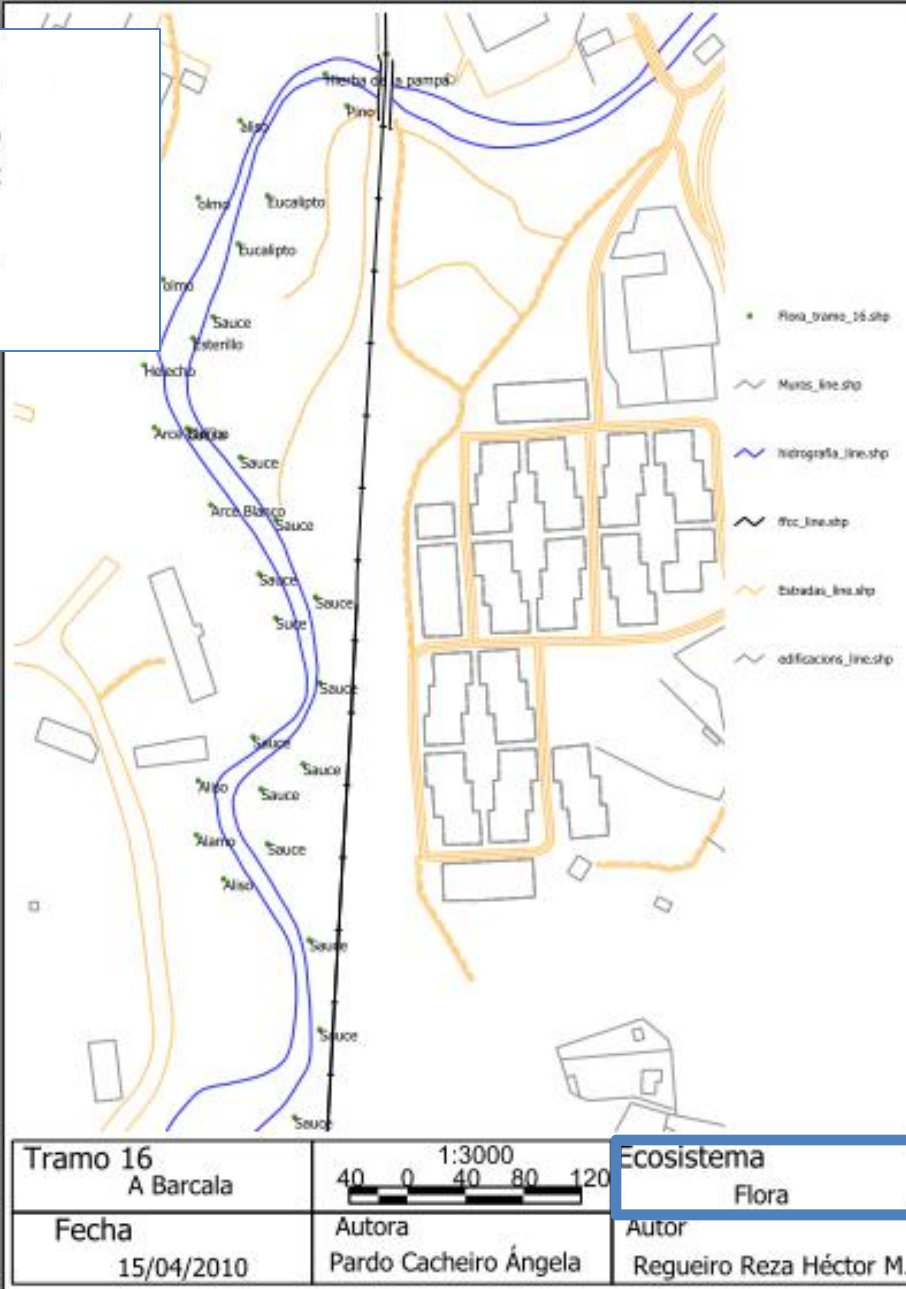 Hierba de la pampa
Pino
aliso
olmo
Eucalipto
Eucalipto
olmo
Sauce
Esterillo
Helecho
Arce
Sauce
Arce Blanco
Sauce
Sauce
Sauce
Suce
Sauce
Sauce
Sauce
Aliso
Sauce
Alamo
Sauce
Aliso
Sauce
Sauce
Sauce
Flora_tramo_16.shp
Muros_line.shp
hidrografia_line.shp
ffcc_line.shp
Estradas_line.shp
edificacions_line.shp
Tramo 16
A Barcala
1:3000
40 0 40 80 120
Ecosistema
Flora
Fecha
15/04/2010
Autora
Pardo Cacheiro Ángela
Autor
Regueiro Reza Héctor M.